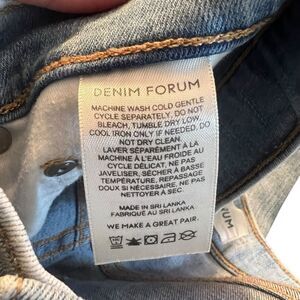 DENIM FORUM
MACHINE WASH COLD GENTLE
CYCLE SEPARATELY, DO NOT
BLEACH, TUMBLE DRY LOW,
COOL IRON ONLY IF NEEDED, DO
NOT DRY CLEAN.
LAVER SÉPARÉMENT À LA
MACHINE À L'EAU FROIDE AU
CYCLE DÉLICAT, NE PAS
JAVELISER, SÉCHER À BASSE
TEMPÉRATURE, REPASSAGE
DOUX SI NÉCESSAIRE, NE PAS
NETTOYER À SEC.
MADE IN SRI LANKA
FABRIQUÉ AU SRI LANKA
WE MAKE A GREAT PAIR.
RUM